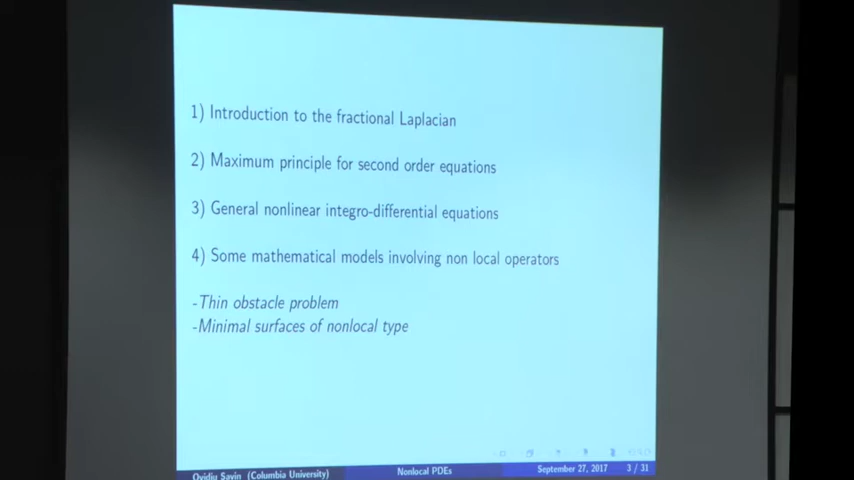 1) Introduction to the fractional Laplacian
2) Maximum principle for second order equations
3) General nonlinear integro-differential equations
4) Some mathematical models involving non local operators
-Thin obstacle problem
-Minimal surfaces of nonlocal type
Ovidiu Savin (Columbia University) Nonlocal PDEs September 27, 2017 3 / 31